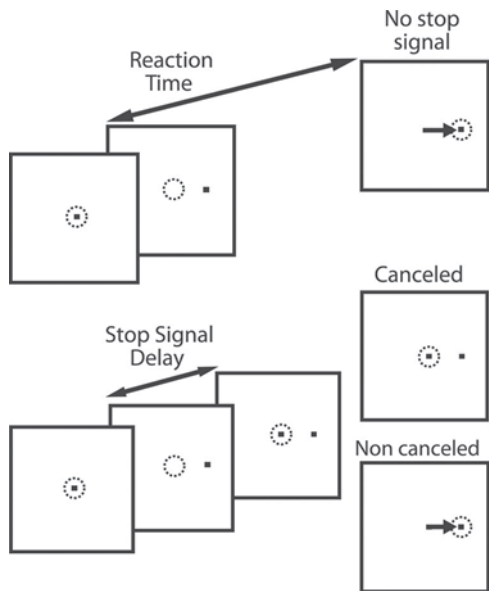 No stop
signal
Reaction
Time
Canceled
Stop Signal
Delay
Non canceled